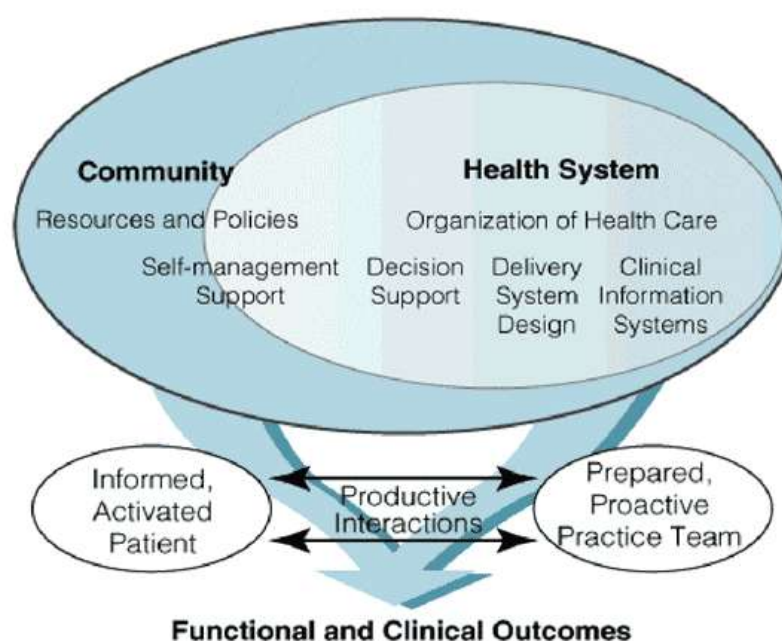 Community
Health System
Resources and Policies
Organization of Health Care
Self-management
Support
Decision
Support
Delivery
System
Design
Clinical
Information
Systems
Informed,
Activated
Patient
Productive
Interactions
Prepared,
Proactive
Practice Team
Functional and Clinical Outcomes